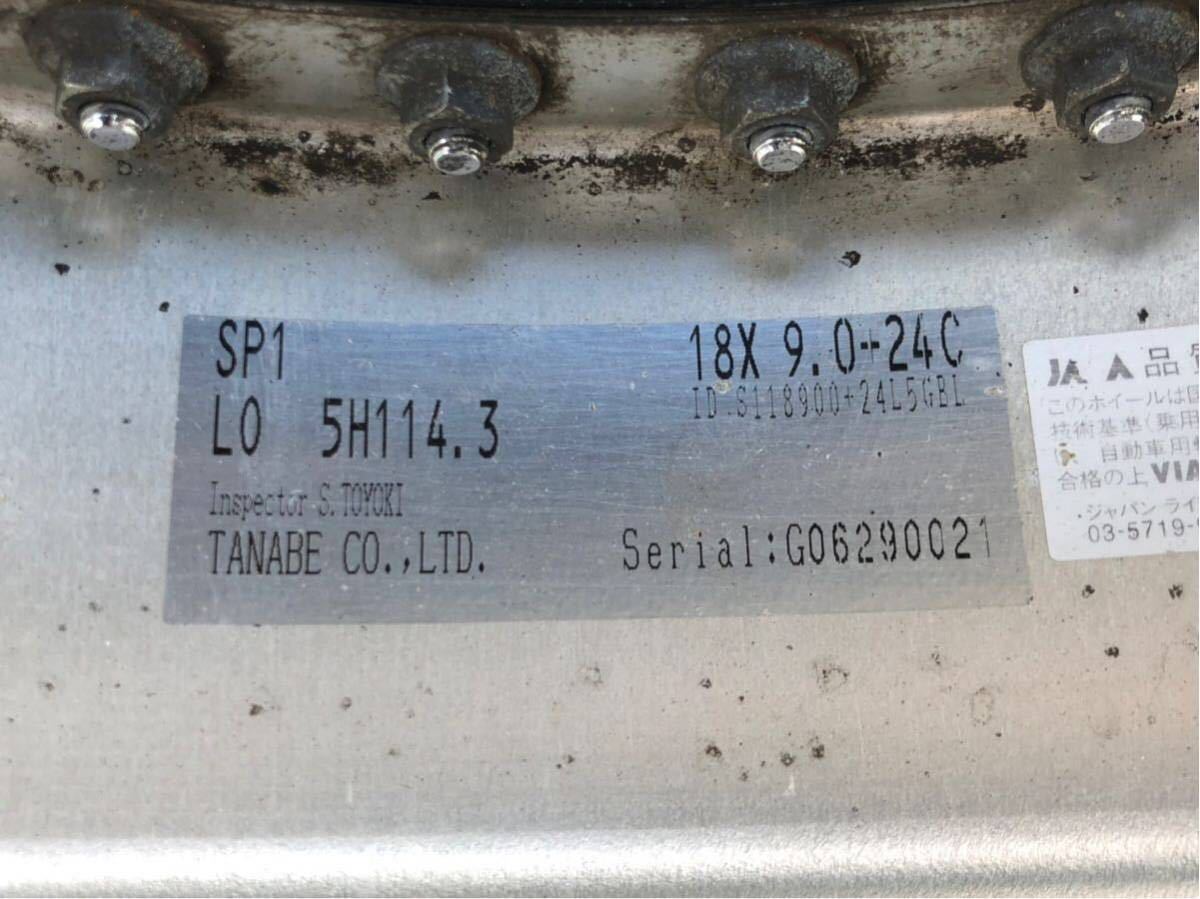 SP1
18X 9.0+24C
ID.S118900+24L5GBL
LO 5H114.3
Inspector S.TOYOKI
TANABE CO.,LTD.
Serial:G06290021
JA A 品
このホイールは
技術基準(乗用
自動車用
合格の上VIA
ジャパンライ
03-5719-